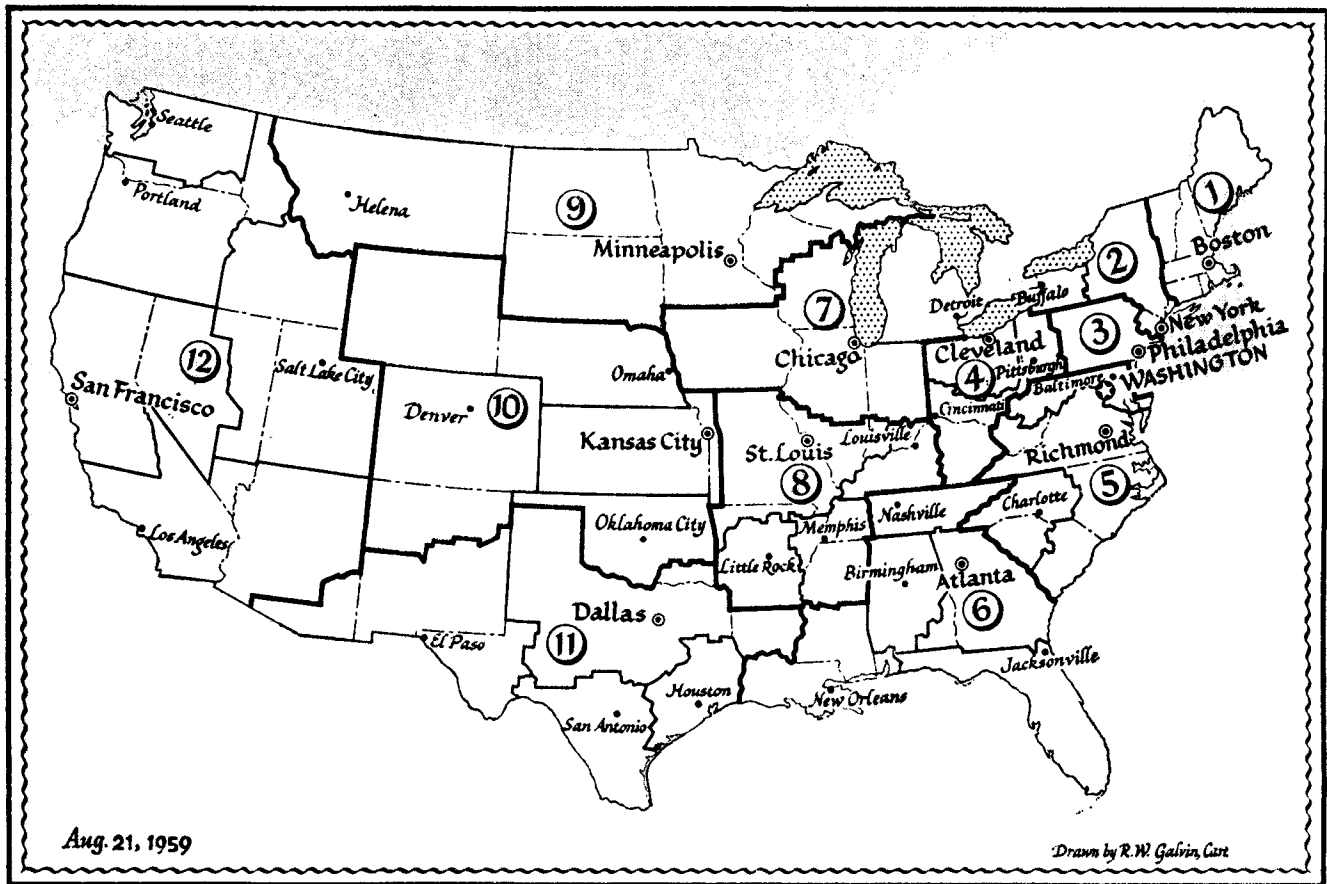 Seattle
Portland
Helena
9
Minneapolis
1
Boston
2
Detroit
Buffalo
7
Chicago
Cleveland
4
Pittsburgh
Cincinnati
3
New York
Philadelphia
WASHINGTON
Baltimore
12
Salt Lake City
San Francisco
Omaha
Denver
10
Kansas City
St. Louis
8
Louisville
Richmond
5
Los Angeles
Oklahoma City
Memphis
Nashville
Charlotte
Little Rock
Birmingham
Atlanta
6
Dallas
11
El Paso
Houston
San Antonio
New Orleans
Jacksonville
Aug. 21, 1959
Drawn by R.W. Galvin, Cart